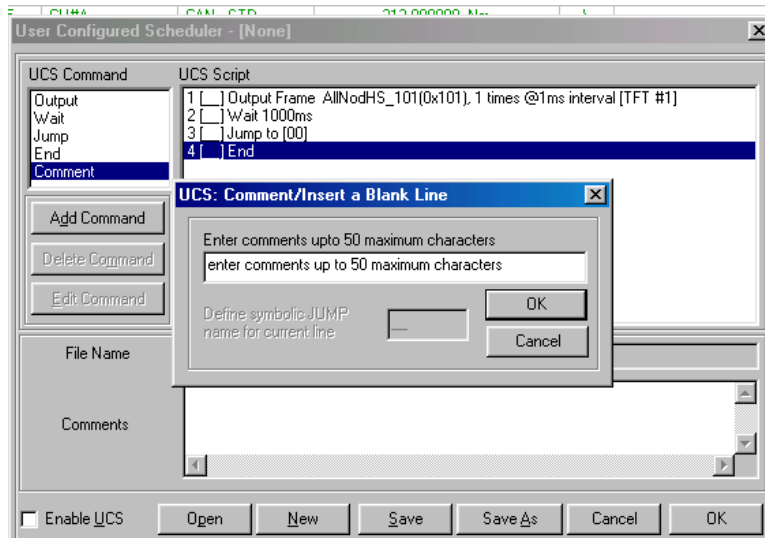 User Configured Scheduler - [None]
UCS Command
UCS Script
Output
Wait
Jump
End
Comment
1 [__] Output Frame AllNodHS_101(0x101), 1 times @1ms interval [TFT #1]
2 [__] Wait 1000ms
3 [__] Jump to [00]
4 [__] End
Add Command
Delete Command
Edit Command
UCS: Comment/Insert a Blank Line
Enter comments upto 50 maximum characters
enter comments up to 50 maximum characters
Define symbolic JUMP
name for current line
__
OK
Cancel
File Name
Comments
Enable UCS
Open
New
Save
Save As
Cancel
OK